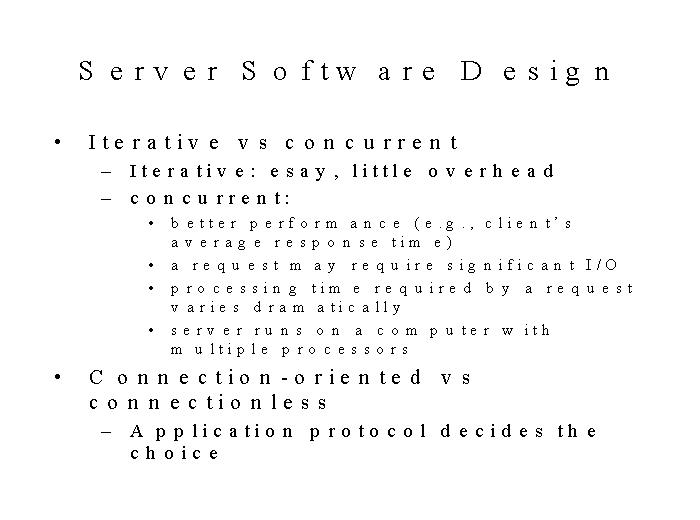 Server Software Design
• Iterative vs concurrent
– Iterative: esay, little overhead
– concurrent:
• better performance (e.g., client's
average response time)
• a request may require significant I/O
• processing time required by a request
varies dramatically
• server runs on a computer with
multiple processors
• Connection-oriented vs
connectionless
– Application protocol decides the
choice